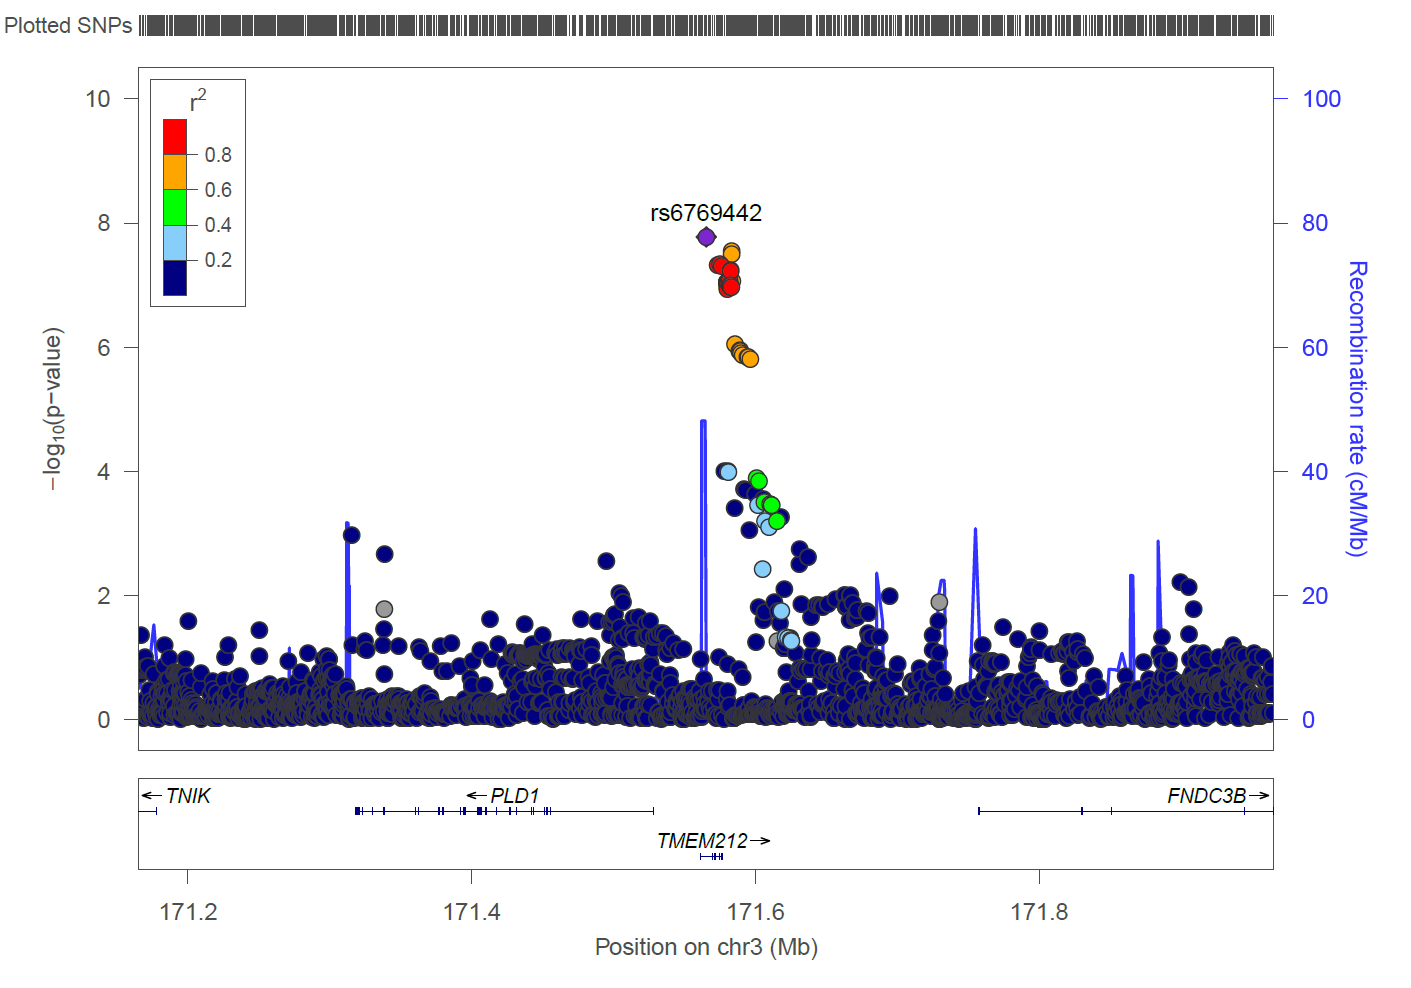 Plotted SNPs
r2
0.8
0.6
0.4
0.2
rs6769442
10
8
6
4
2
0
−log10(p−value)
100
80
60
40
20
0
Recombination rate (cM/Mb)
TNIK
PLD1
FNDC3B
TMEM212
171.2
171.4
171.6
171.8
Position on chr3 (Mb)